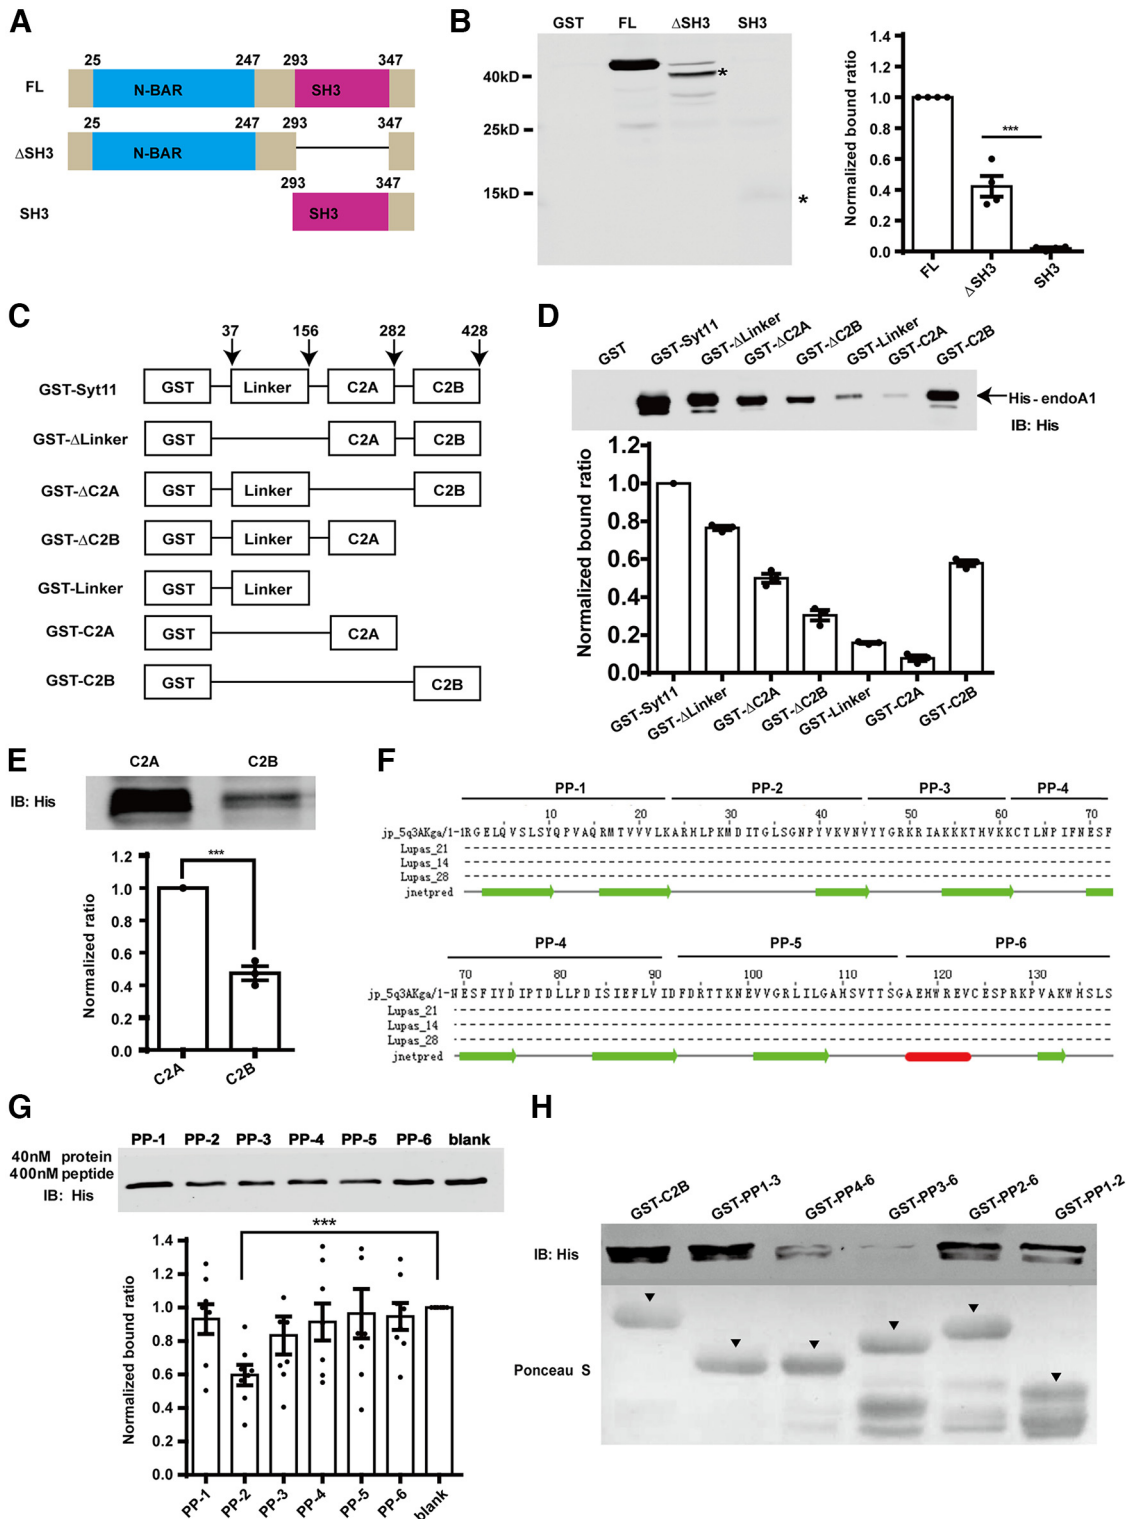 A
25 247 293 347
FL N-BAR SH3
25 247 293 347
ΔSH3 N-BAR
293 347
SH3 SH3
B
GST FL ΔSH3 SH3
40kD
*
25kD
15kD
*
Normalized bound ratio
1.4
1.2
1.0
0.8
0.6
0.4
0.2
0.0
***
FL ΔSH3 SH3
C
37 156 282 428
GST-Syt11 GST Linker C2A C2B
GST-ΔLinker GST C2A C2B
GST-ΔC2A GST Linker C2B
GST-ΔC2B GST Linker C2A
GST-Linker GST Linker
GST-C2A GST C2A
GST-C2B GST C2B
D
GST GST-Syt11 GST-ΔLinker GST-ΔC2A GST-ΔC2B GST-Linker GST-C2A GST-C2B
His-endoA1
IB: His
Normalized bound ratio
1.2
1.0
0.8
0.6
0.4
0.2
0.0
GST-Syt11 GST-ΔLinker GST-ΔC2A GST-ΔC2B GST-Linker GST-C2A GST-C2B
E
C2A C2B
IB: His
Normalized ratio
1.2
1.0
0.8
0.6
0.4
0.2
0.0
***
C2A C2B
F
PP-1 PP-2 PP-3 PP-4
10 20 30 40 50 60 70
jp_5q3AKga/1-1RGELQVSLSYQPVAQRMTVVVLKARHLPKMDITGLSGNPYVKVNVYYGRKRIAKKKTHVKKCTLNPIFNESF
Lupas_21
Lupas_14
Lupas_28
jnetpred
PP-4 PP-5 PP-6
70 80 90 100 110 120 130
jp_5q3AKga/1-NESFIYDIPTDLLPDISIEFLVIDFDRTTKNEVVGRLILGAHSVTTSGAEHWREVCESPRKPVAKWHSLS
Lupas_21
Lupas_14
Lupas_28
jnetpred
G
PP-1 PP-2 PP-3 PP-4 PP-5 PP-6 blank
40nM protein
400nM peptide
IB: His
Normalized bound ratio
1.4
1.2
1.0
0.8
0.6
0.4
0.2
0.0
***
PP-1 PP-2 PP-3 PP-4 PP-5 PP-6 blank
H
GST-C2B GST-PP1-3 GST-PP4-6 GST-PP3-6 GST-PP2-6 GST-PP1-2
IB: His
Ponceau S